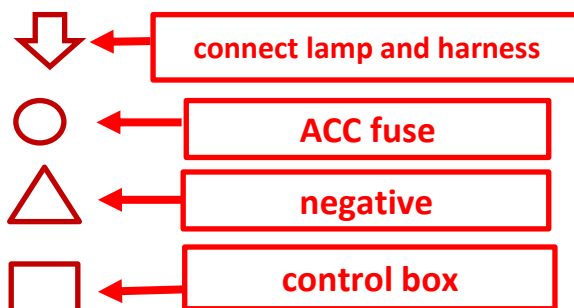 connect lamp and harness
ACC fuse
negative
control box